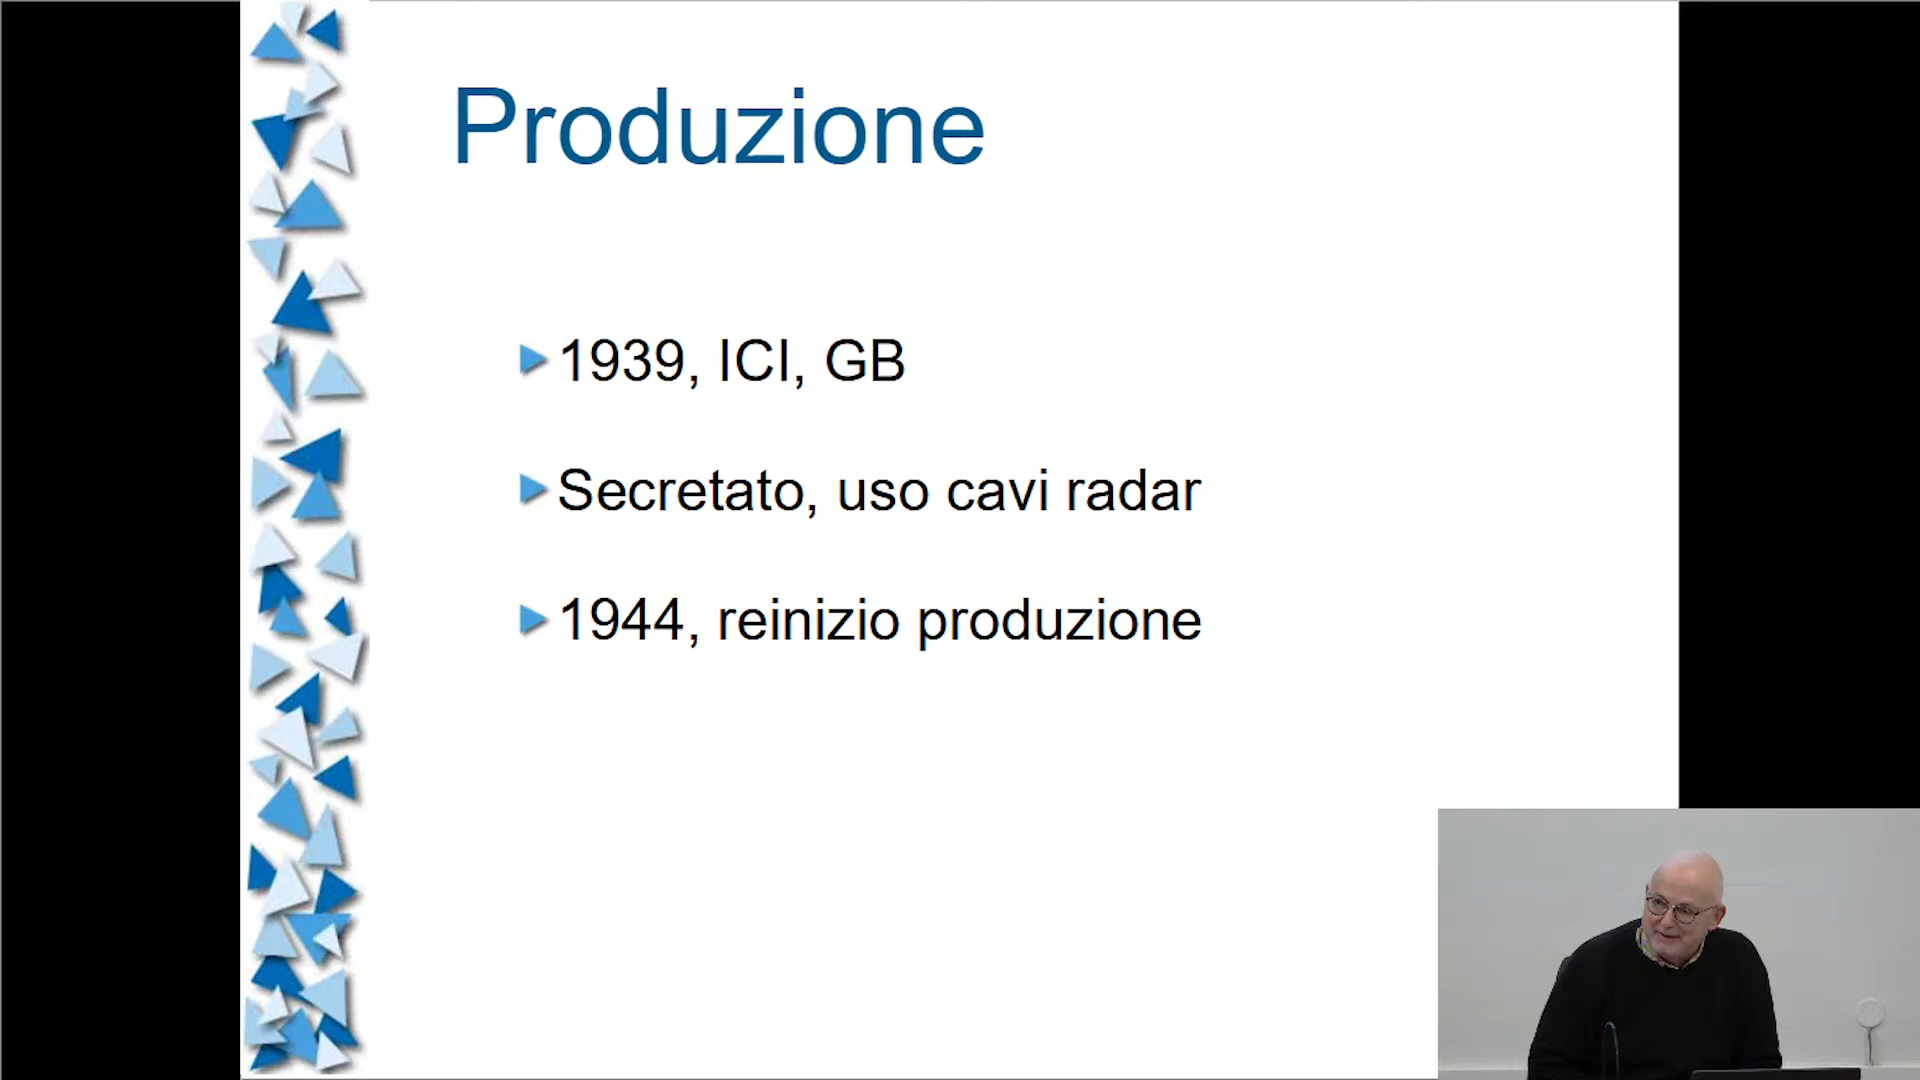 Produzione
1939, ICI, GB
Secretato, uso cavi radar
1944, reinizio produzione